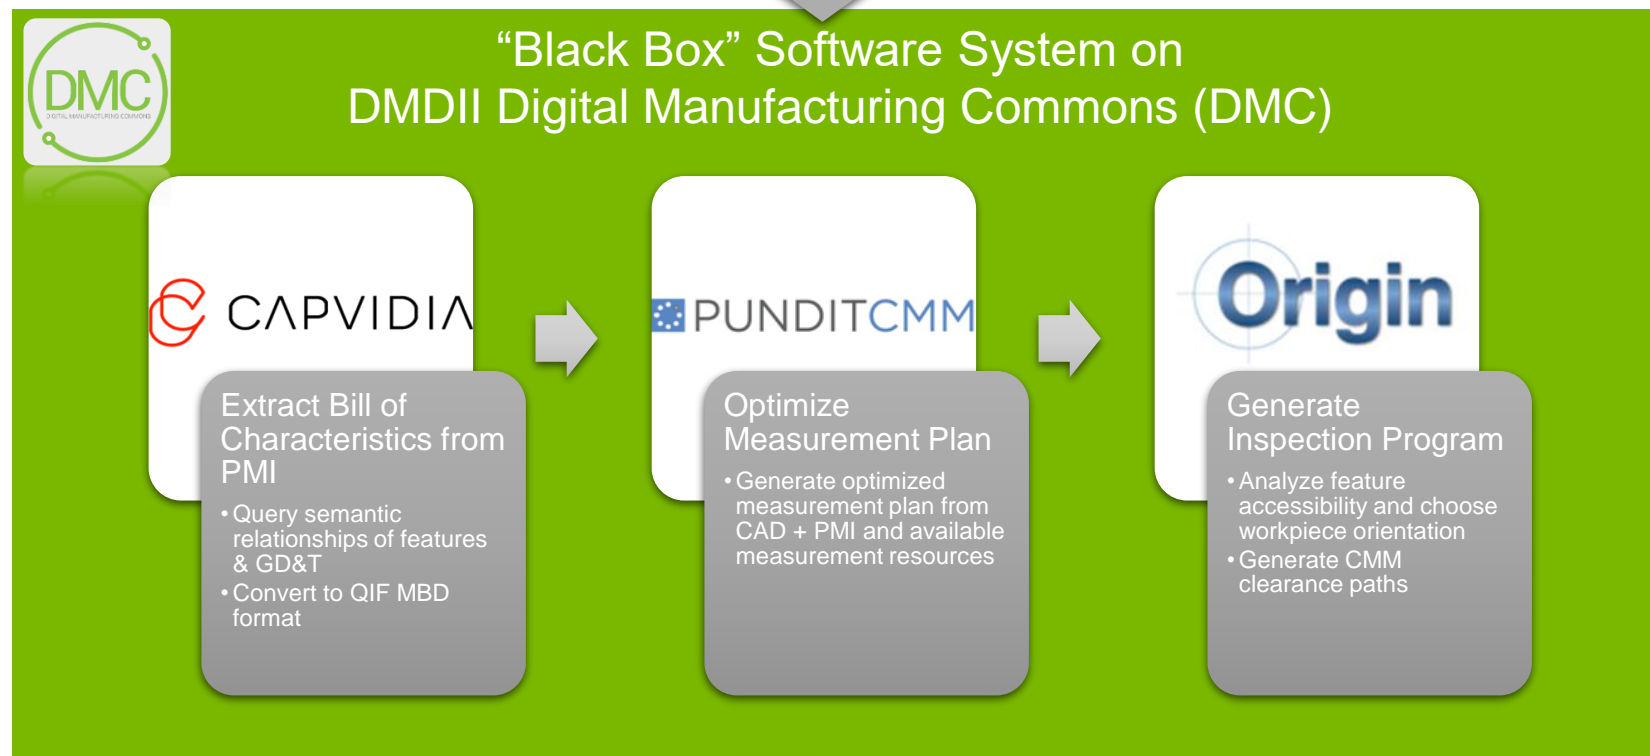 “Black Box” Software System on
DMDII Digital Manufacturing Commons (DMC)
DMC
DIGITAL MANUFACTURING COMMONS
CAPVIDIA
PUNDITCMM
Origin
Extract Bill of
Characteristics from
PMI
• Query semantic
relationships of features
& GD&T
• Convert to QIF MBD
format
Optimize
Measurement Plan
• Generate optimized
measurement plan from
CAD + PMI and available
measurement resources
Generate
Inspection Program
• Analyze feature
accessibility and choose
workpiece orientation
• Generate CMM
clearance paths